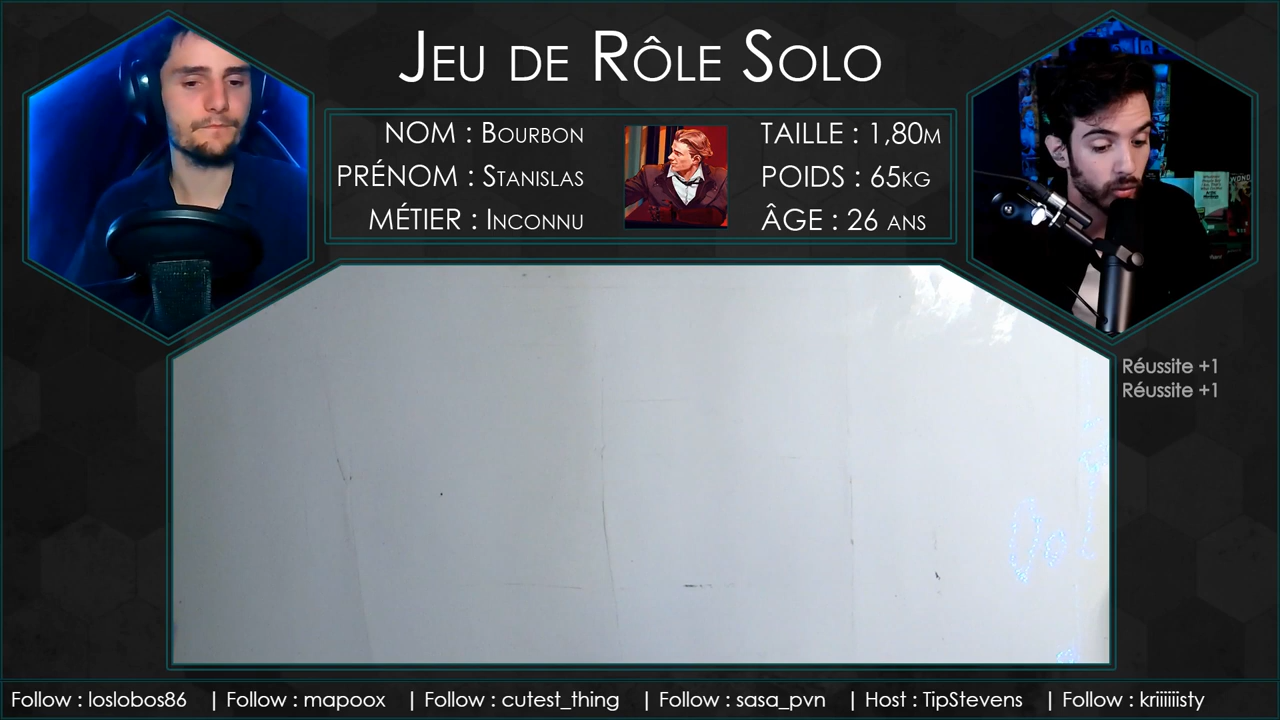 Jeu de Rôle Solo
NOM : Bourbon
PRÉNOM : Stanislas
MÉTIER : Inconnu
TAILLE : 1,80m
POIDS : 65kg
ÂGE : 26 ans
Réussite +1
Réussite +1
Follow : loslobos86 | Follow : mapoox | Follow : cutest_thing | Follow : sasa_pvn | Host : TipStevens | Follow : kriiiiiisty